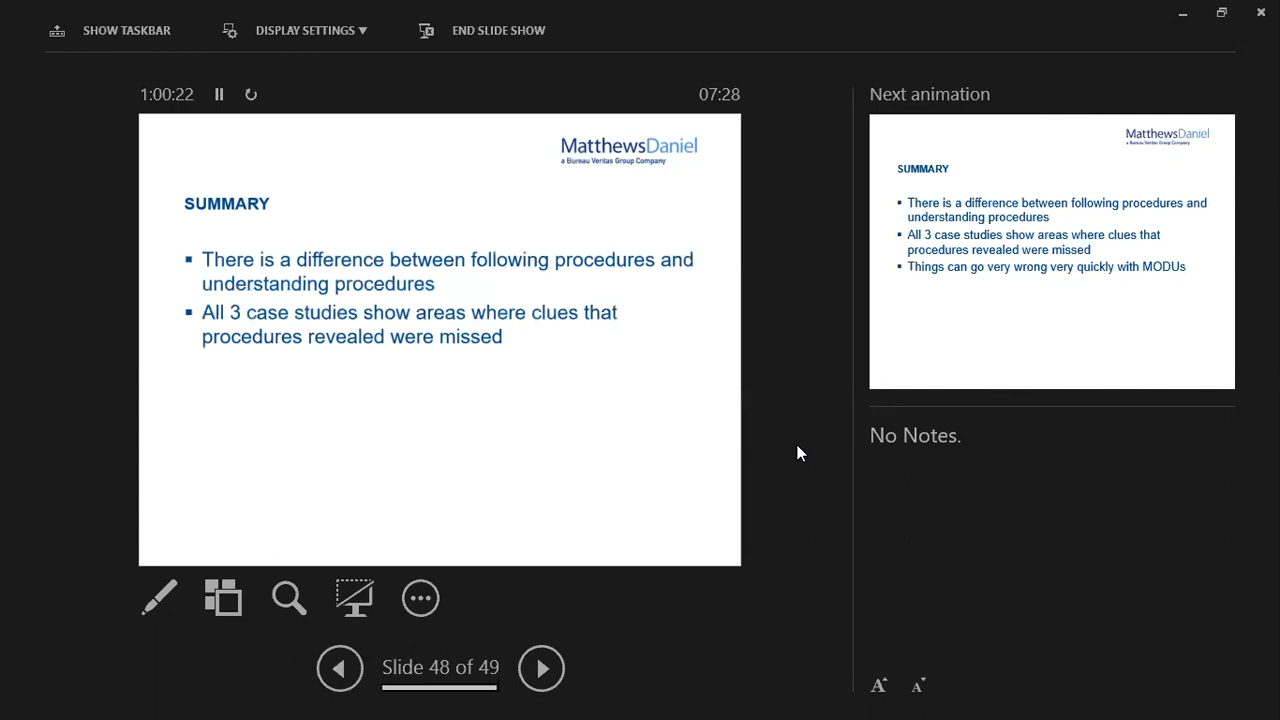 SHOW TASKBAR
DISPLAY SETTINGS ▼
END SLIDE SHOW
1:00:22
07:28
MatthewsDaniel
a Bureau Veritas Group Company
SUMMARY
▪ There is a difference between following procedures and
understanding procedures
▪ All 3 case studies show areas where clues that
procedures revealed were missed
Slide 48 of 49
Next animation
MatthewsDaniel
a Bureau Veritas Group Company
SUMMARY
▪ There is a difference between following procedures and
understanding procedures
▪ All 3 case studies show areas where clues that
procedures revealed were missed
▪ Things can go very wrong very quickly with MODUs
No Notes.
A A